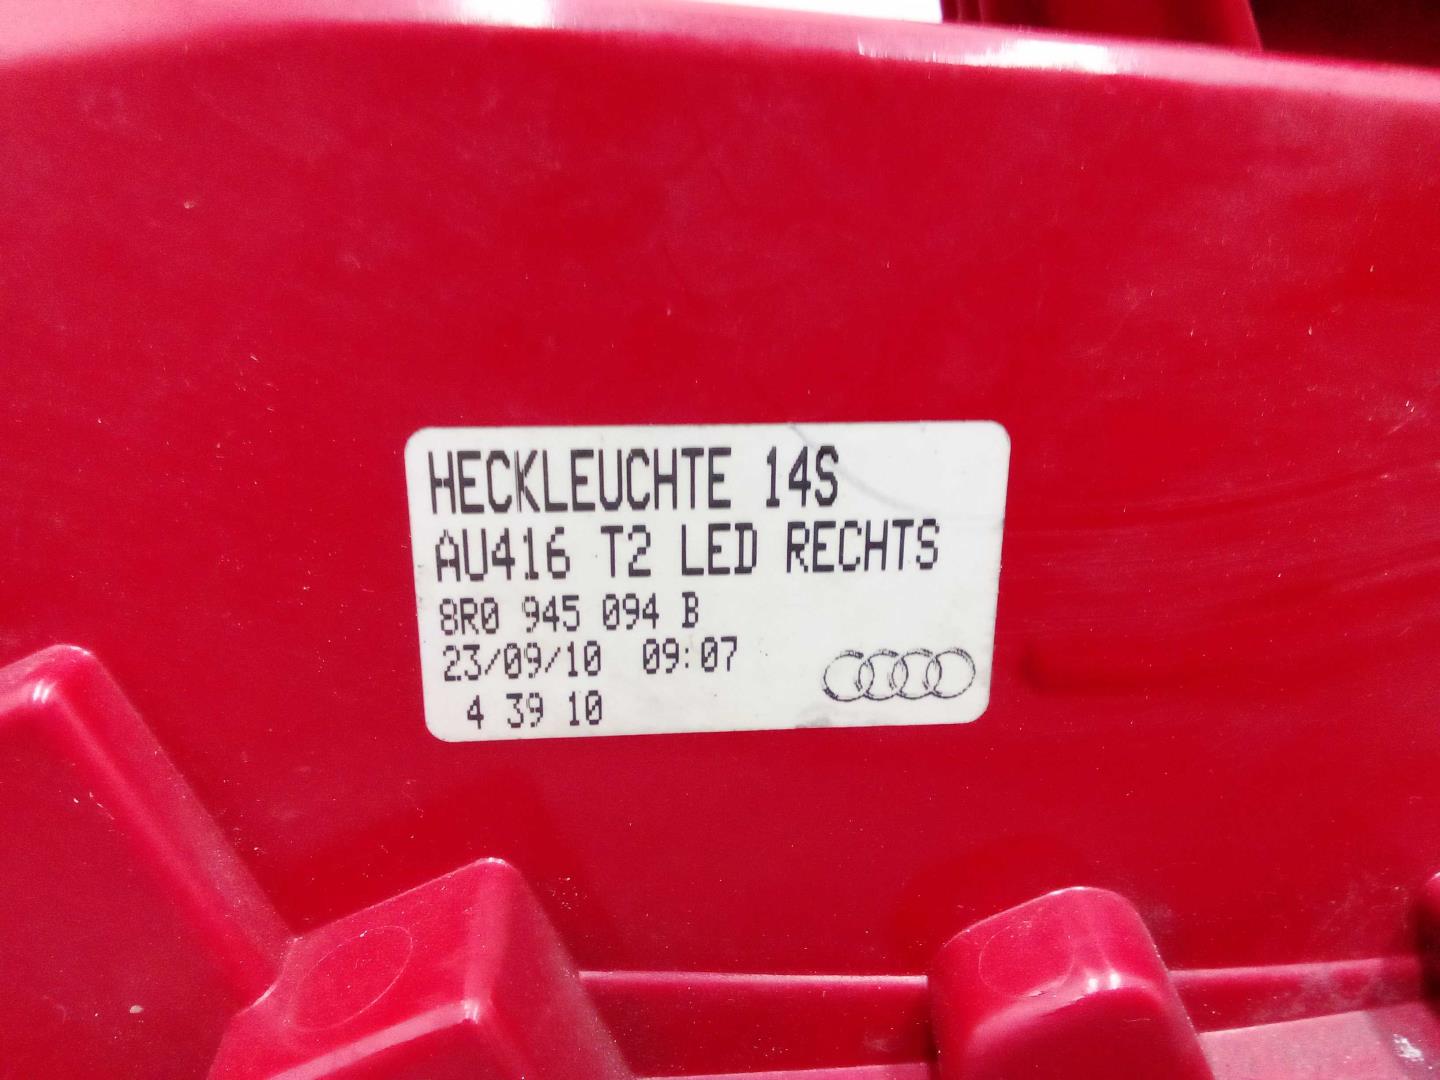 HECKLEUCHTE 14S
AU416 T2 LED RECHTS
8R0 945 094 B
23/09/10 09:07
4 39 10